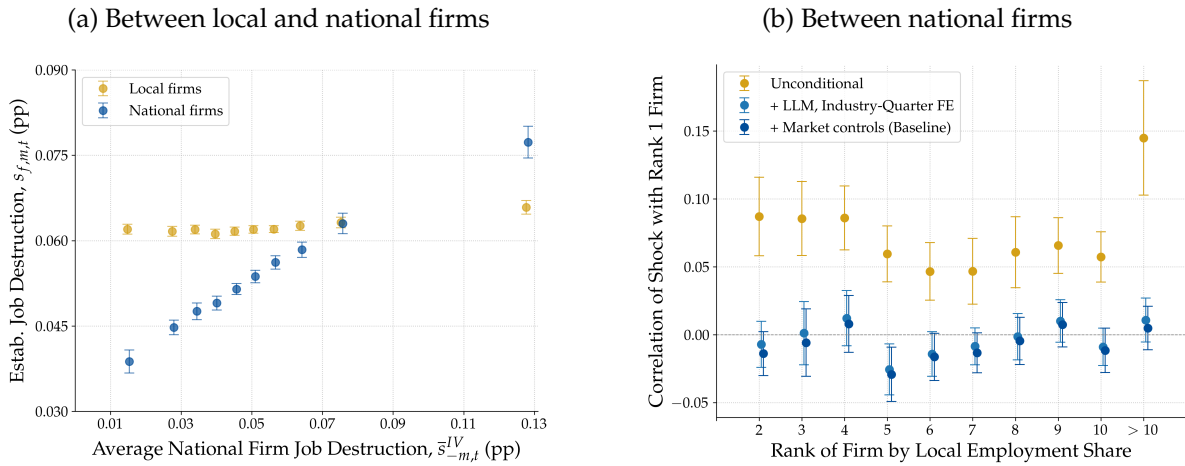 (a) Between local and national firms
Estab. Job Destruction, s_{f,m,t} (pp)
0.090
0.075
0.060
0.045
0.030
Local firms
National firms
0.01 0.03 0.05 0.07 0.09 0.11 0.13
Average National Firm Job Destruction, s̅^{IV}_{−m,t} (pp)
(b) Between national firms
Correlation of Shock with Rank 1 Firm
0.15
0.10
0.05
0.00
−0.05
Unconditional
+ LLM, Industry-Quarter FE
+ Market controls (Baseline)
2 3 4 5 6 7 8 9 10 > 10
Rank of Firm by Local Employment Share